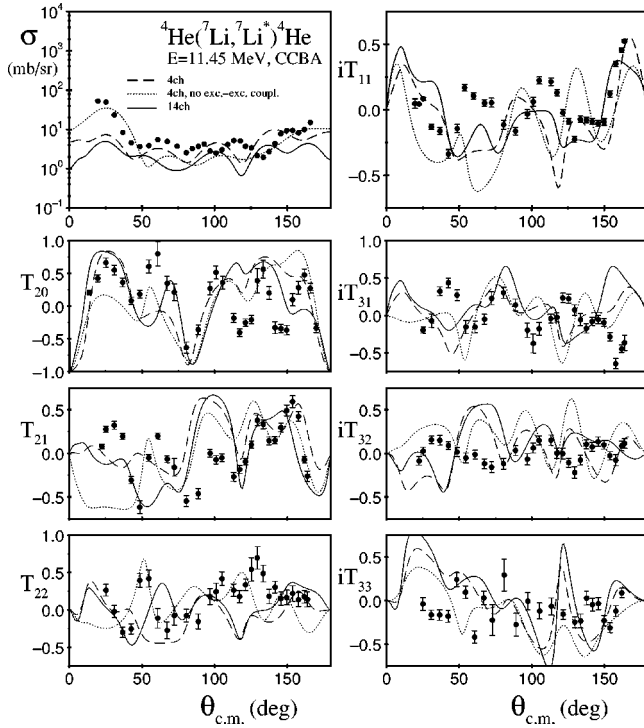 σ
(mb/sr)
⁴He(⁷Li,⁷Li*)⁴He
E=11.45 MeV, CCBA
4ch
4ch, no exc.−exc. coupl.
14ch
10⁴
10³
10²
10¹
10⁰
10⁻¹
0 50 100 150
iT₁₁
0.5
0.0
−0.5
0 50 100 150
T₂₀
1.0
0.5
0.0
−0.5
−1.0
iT₃₁
1.0
0.5
0.0
−0.5
T₂₁
0.5
0.0
−0.5
iT₃₂
1.0
0.5
0.0
−0.5
T₂₂
1.0
0.5
0.0
−0.5
0 50 100 150
θc.m. (deg)
iT₃₃
0.5
0.0
−0.5
0 50 100 150
θc.m. (deg)